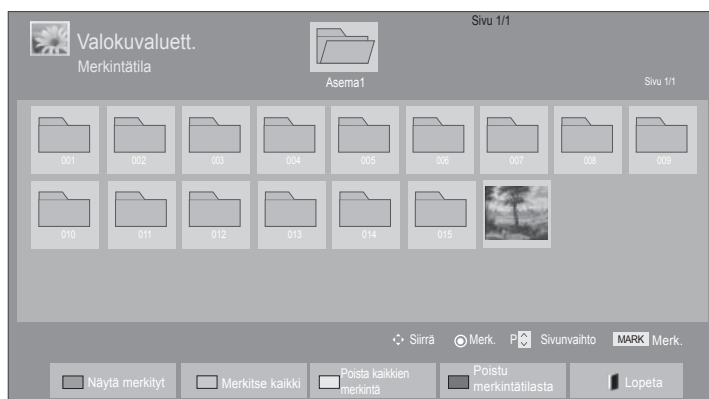 Sivu 1/1
Valokuvaluett.
Merkintätila
Asema1
Sivu 1/1
001 002 003 004 005 006 007 008 009
010 011 012 013 014 015
Siirrä Merk. P Sivunvaihto MARK Merk.
Näytä merkityt Merkitse kaikki Poista kaikkien merkintä Poistu merkintätilasta Lopeta